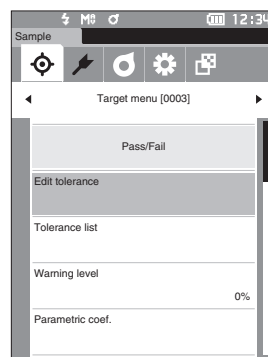 M 12:34
Sample
Target menu [0003]
Pass/Fail
Edit tolerance
Tolerance list
Warning level
0%
Parametric coef.